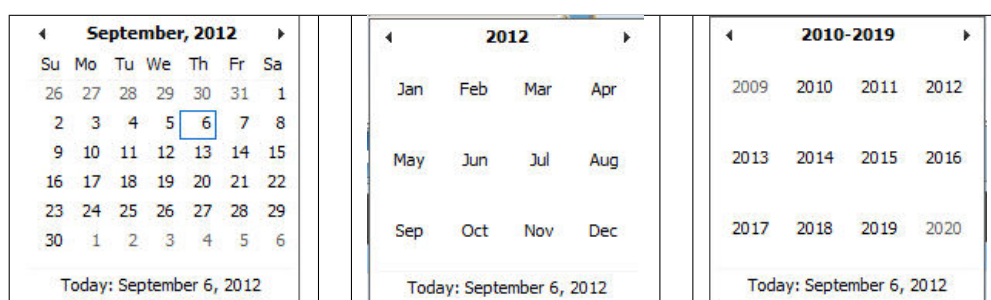 September, 2012
Su Mo Tu We Th Fr Sa
26 27 28 29 30 31 1
2 3 4 5 6 7 8
9 10 11 12 13 14 15
16 17 18 19 20 21 22
23 24 25 26 27 28 29
30 1 2 3 4 5 6
Today: September 6, 2012
2012
Jan Feb Mar Apr
May Jun Jul Aug
Sep Oct Nov Dec
Today: September 6, 2012
2010-2019
2009 2010 2011 2012
2013 2014 2015 2016
2017 2018 2019 2020
Today: September 6, 2012